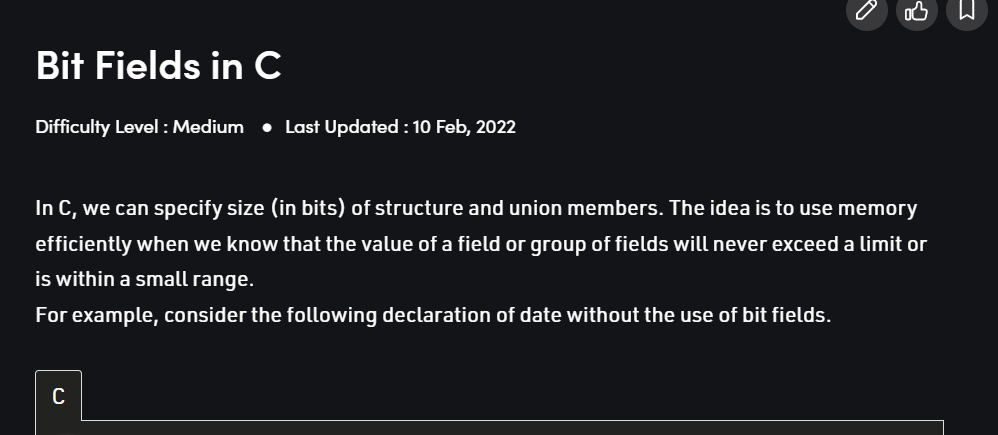 Bit Fields in C
Difficulty Level : Medium ● Last Updated : 10 Feb, 2022
In C, we can specify size (in bits) of structure and union members. The idea is to use memory
efficiently when we know that the value of a field or group of fields will never exceed a limit or
is within a small range.
For example, consider the following declaration of date without the use of bit fields.
C